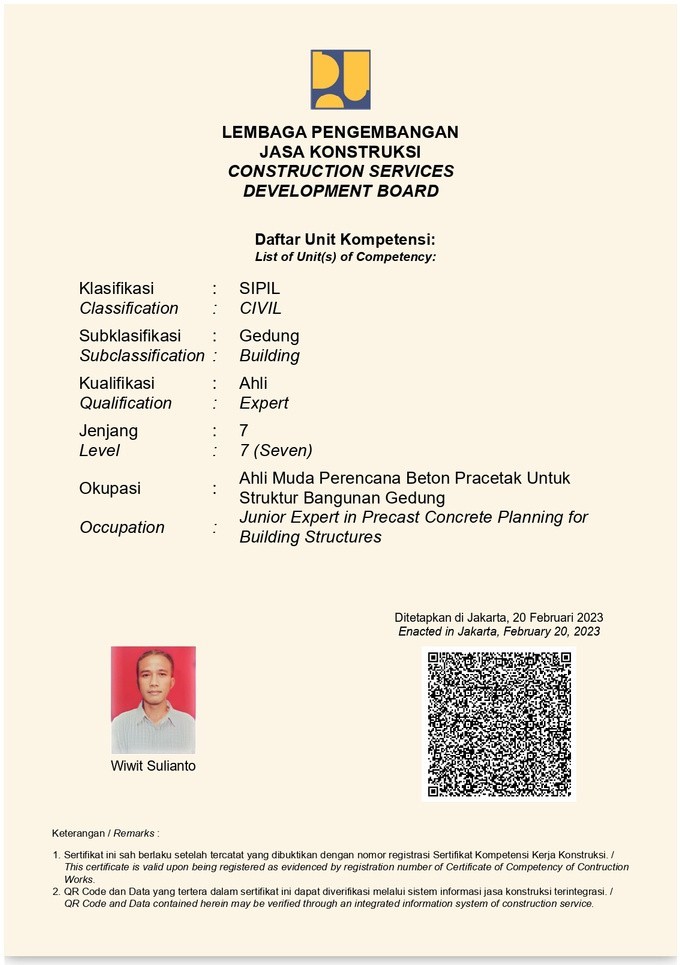 LEMBAGA PENGEMBANGAN
JASA KONSTRUKSI
CONSTRUCTION SERVICES
DEVELOPMENT BOARD
Daftar Unit Kompetensi:
List of Unit(s) of Competency:
Klasifikasi : SIPIL
Classification : CIVIL
Subklasifikasi : Gedung
Subclassification : Building
Kualifikasi : Ahli
Qualification : Expert
Jenjang : 7
Level : 7 (Seven)
Okupasi : Ahli Muda Perencana Beton Pracetak Untuk
Struktur Bangunan Gedung
Occupation : Junior Expert in Precast Concrete Planning for
Building Structures
Ditetapkan di Jakarta, 20 Februari 2023
Enacted in Jakarta, February 20, 2023
Wiwit Sulianto
Keterangan / Remarks :
1. Sertifikat ini sah berlaku setelah tercatat yang dibuktikan dengan nomor registrasi Sertifikat Kompetensi Kerja Konstruksi. /
This certificate is valid upon being registered as evidenced by registration number of Certificate of Competency of Contruction
Works.
2. QR Code dan Data yang tertera dalam sertifikat ini dapat diverifikasi melalui sistem informasi jasa konstruksi terintegrasi. /
QR Code and Data contained herein may be verified through an integrated information system of construction service.